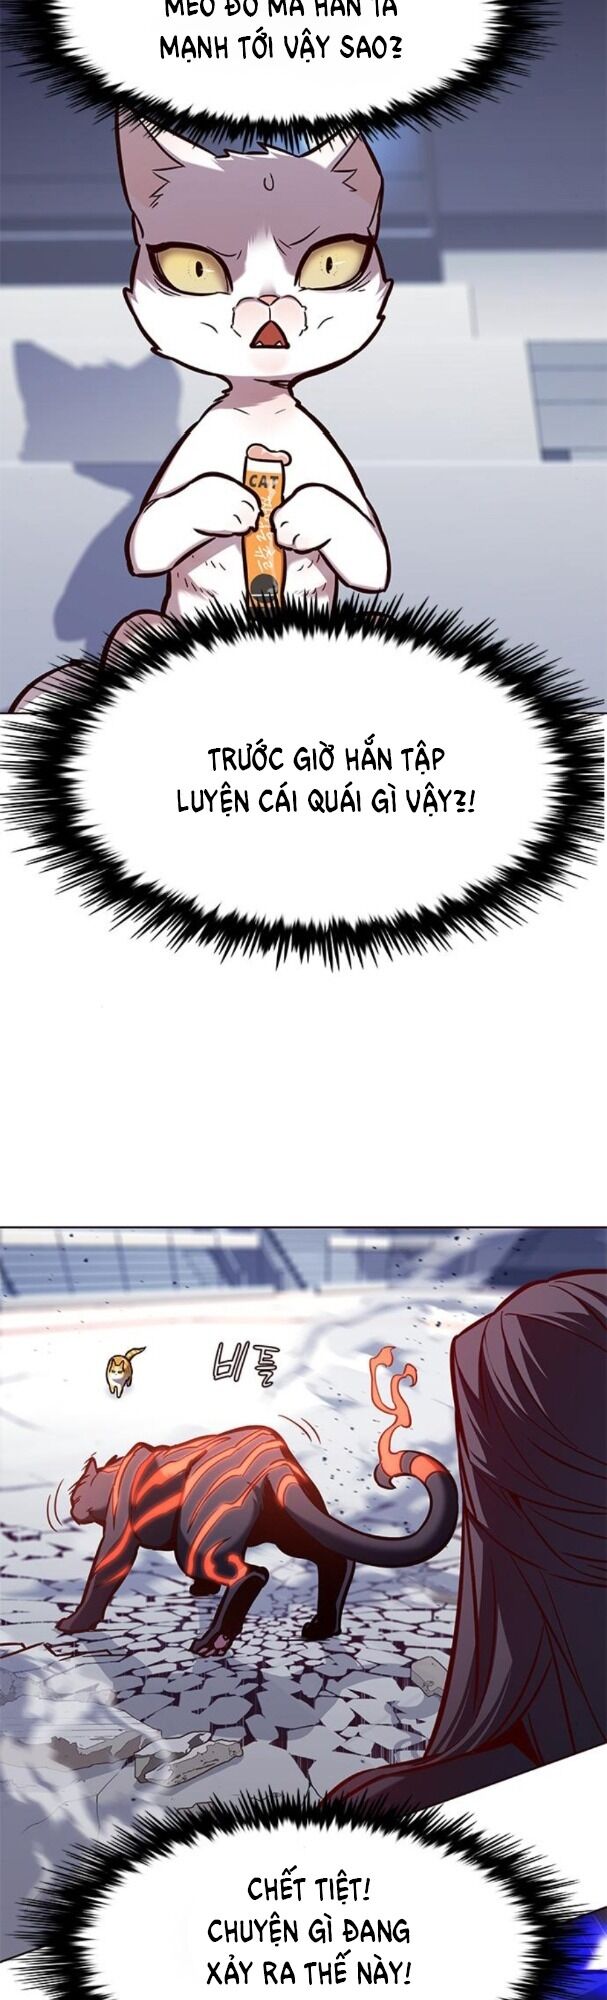 MÈO ĐÓ MÀ HẮN TA
MẠNH TỚI VẬY SAO?
CAT
TRƯỚC GIỜ HẮN TẬP
LUYỆN CÁI QUÁI GÌ VẬY?!
비틀
CHẾT TIỆT!
CHUYỆN GÌ ĐANG
XẢY RA THẾ NÀY!